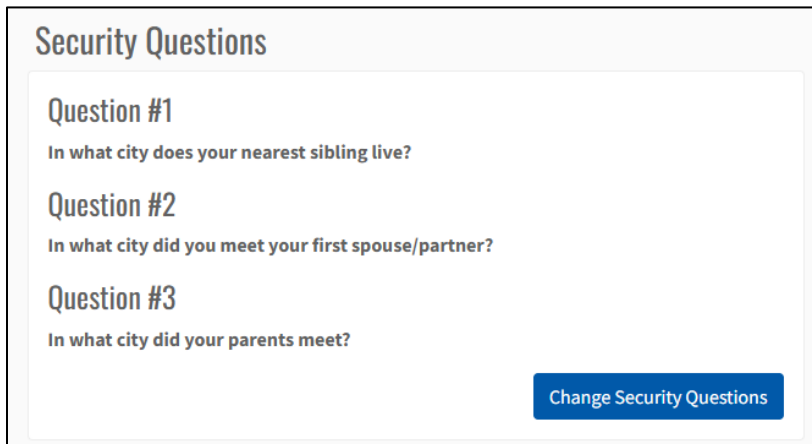 Security Questions
Question #1
In what city does your nearest sibling live?
Question #2
In what city did you meet your first spouse/partner?
Question #3
In what city did your parents meet?
Change Security Questions